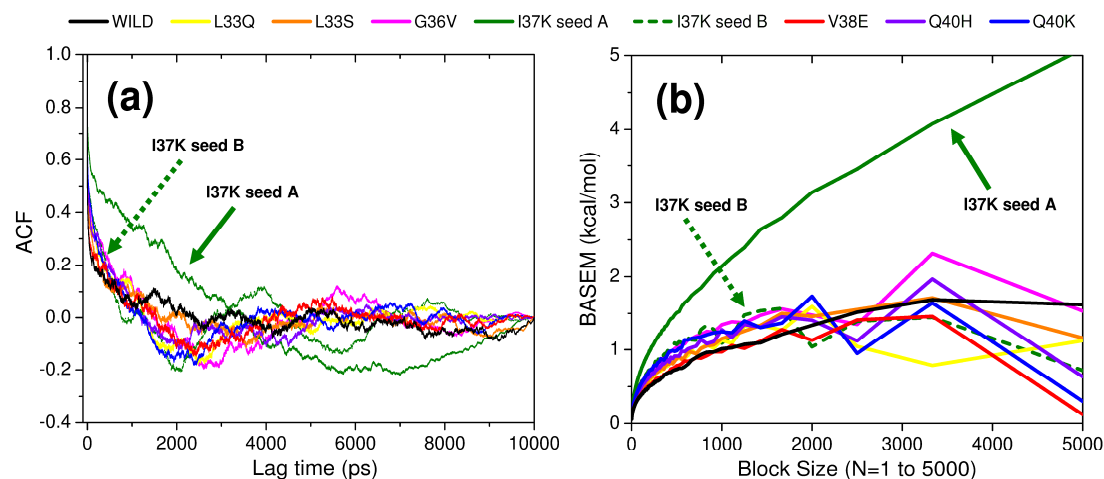 WILD L33Q L33S G36V I37K seed A I37K seed B V38E Q40H Q40K
(a)
I37K seed B
I37K seed A
ACF
1.0
0.8
0.6
0.4
0.2
0.0
-0.2
-0.4
0 2000 4000 6000 8000 10000
Lag time (ps)
(b)
I37K seed B
I37K seed A
BASEM (kcal/mol)
5
4
3
2
1
0
0 1000 2000 3000 4000 5000
Block Size (N=1 to 5000)